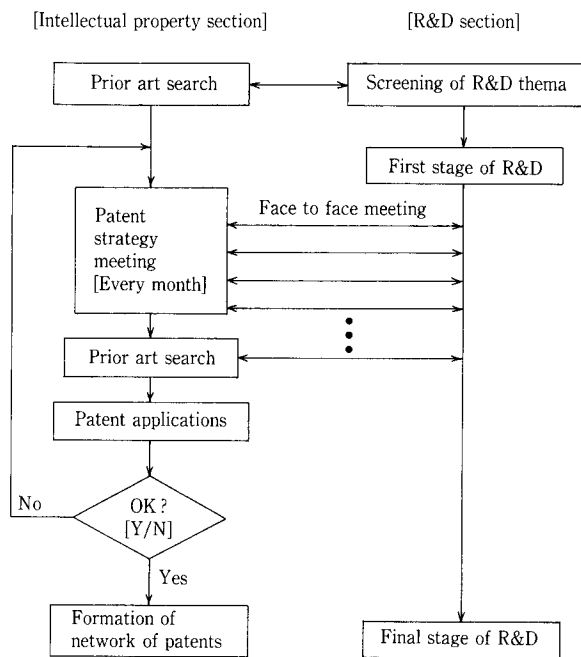 [Intellectual property section]
[R&D section]
Prior art search
Screening of R&D thema
First stage of R&D
Patent
strategy
meeting
[Every month]
Face to face meeting
Prior art search
Patent applications
No
OK?
[Y/N]
Yes
Formation of
network of patents
Final stage of R&D